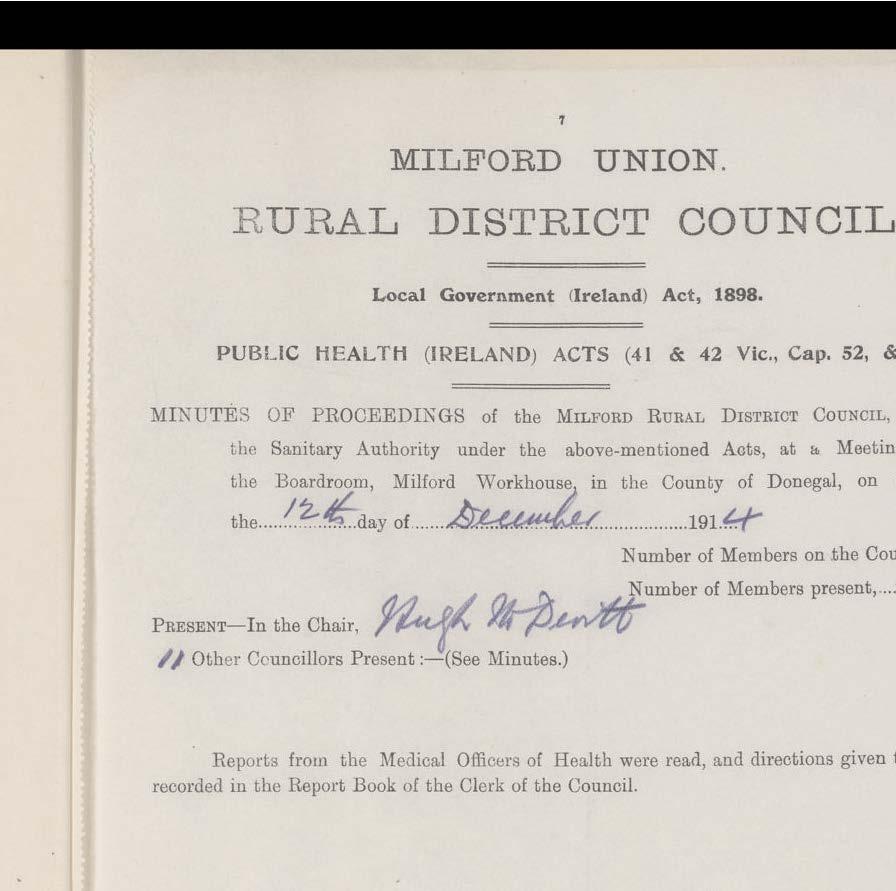 7
MILFORD UNION.
RURAL DISTRICT COUNCIL
Local Government (Ireland) Act, 1898.
PUBLIC HEALTH (IRELAND) ACTS (41 & 42 Vic., Cap. 52, &
MINUTES OF PROCEEDINGS of the MILFORD RURAL DISTRICT COUNCIL,
the Sanitary Authority under the above-mentioned Acts, at a Meetin
the Boardroom, Milford Workhouse, in the County of Donegal, on
the 12th day of December 1914
Number of Members on the Cou
Number of Members present,....
PRESENT—In the Chair, Hugh McDevitt
11 Other Councillors Present :—(See Minutes.)
Reports from the Medical Officers of Health were read, and directions given t
recorded in the Report Book of the Clerk of the Council.